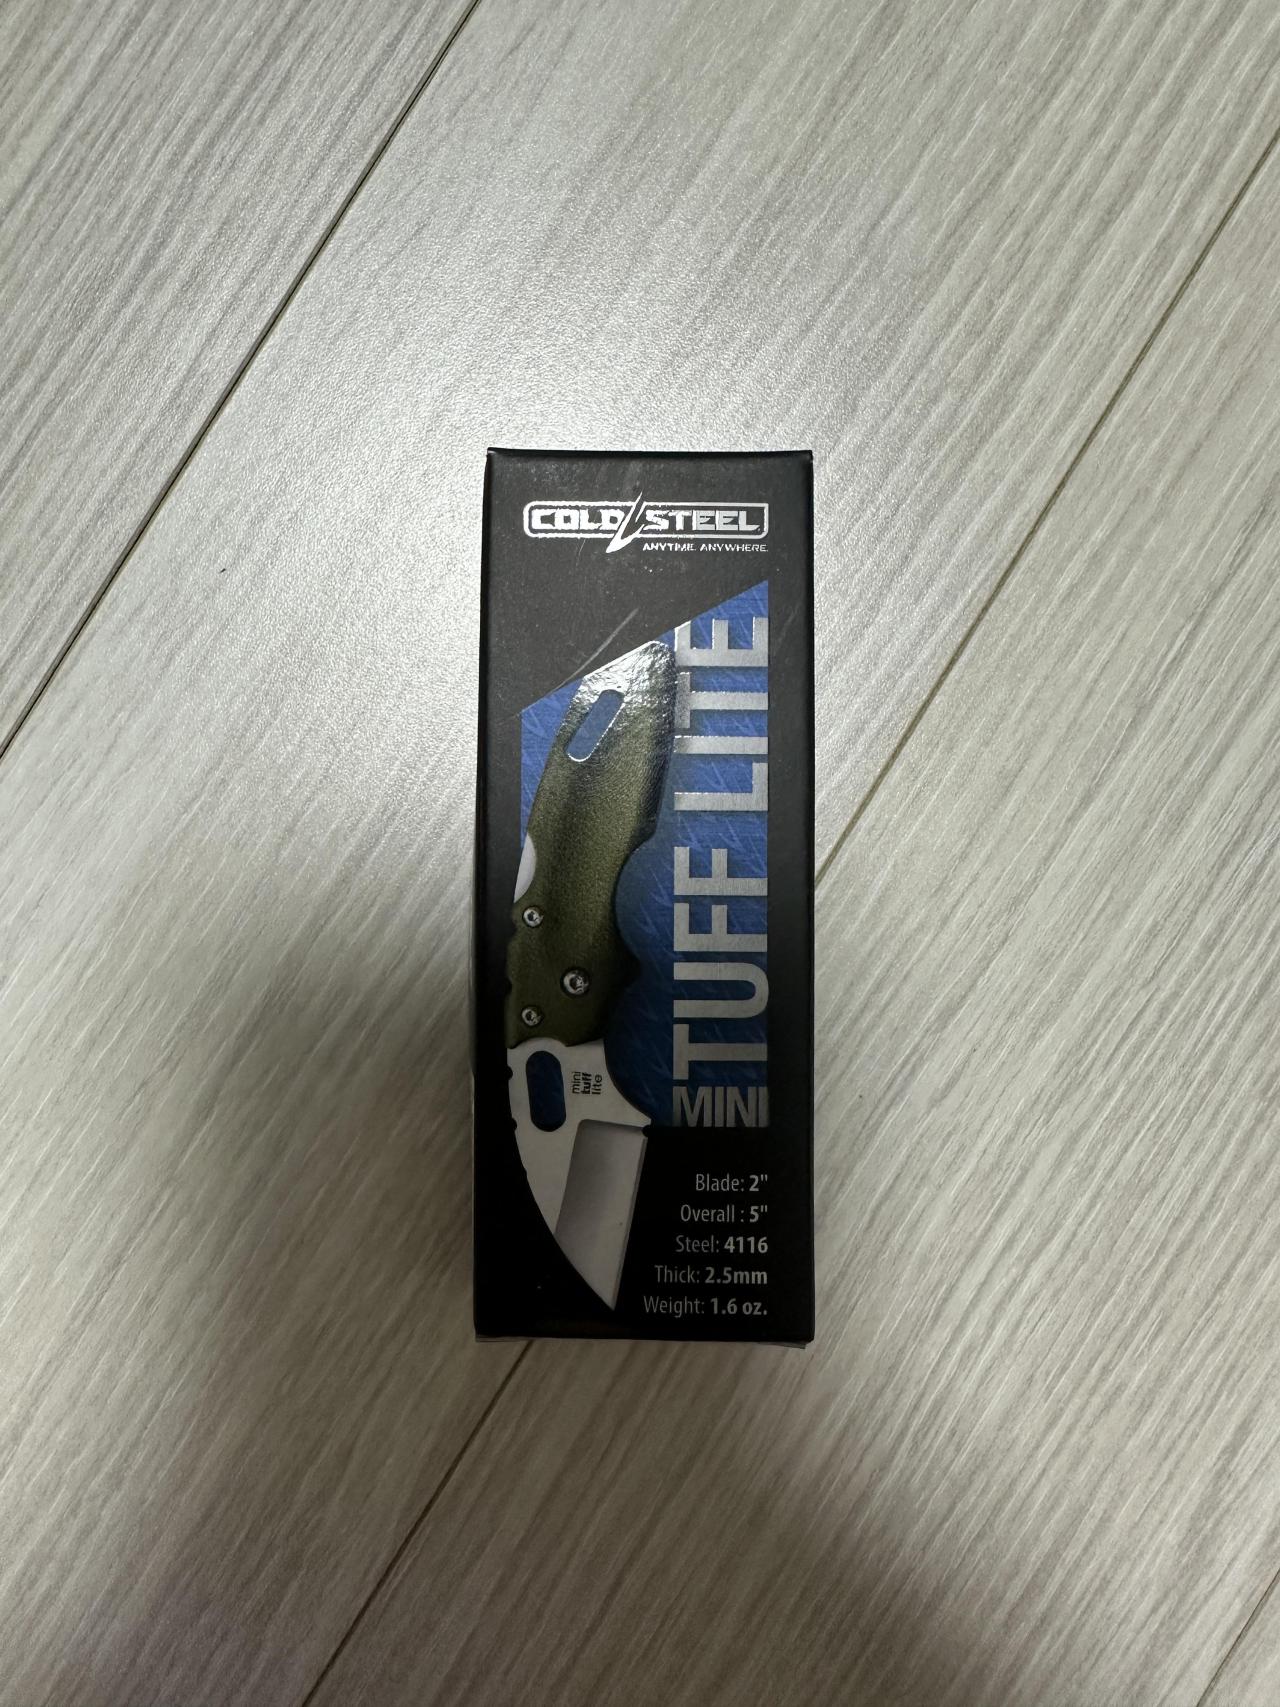 COLD STEEL
ANYTIME. ANYWHERE.
MINI TUFF LITE
mini
tuff
lite
Blade: 2"
Overall : 5"
Steel: 4116
Thick: 2.5mm
Weight: 1.6 oz.